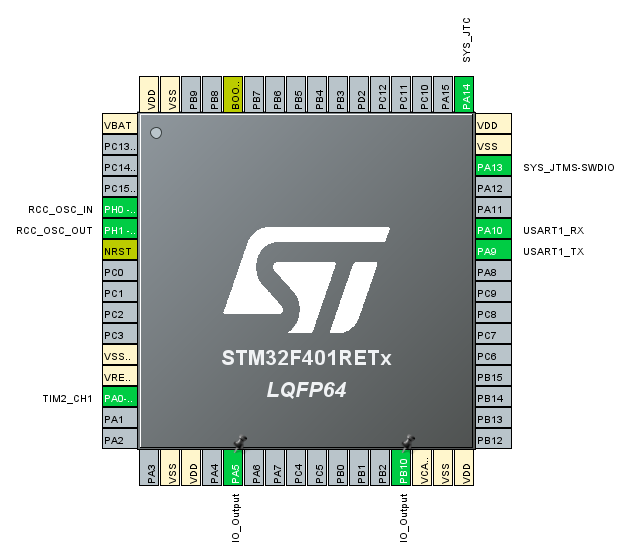 SYS_JTC
VDD
VSS
PB9
PB8
BOO..
PB7
PB6
PB5
PB4
PB3
PD2
PC12
PC11
PC10
PA15
PA14
VBAT
PC13..
PC14..
PC15..
RCC_OSC_IN PH0 -..
RCC_OSC_OUT PH1 -..
NRST
PC0
PC1
PC2
PC3
VSS..
VRE..
TIM2_CH1 PA0-..
PA1
PA2
STM32F401RETx
LQFP64
VDD
VSS
PA13 SYS_JTMS-SWDIO
PA12
PA11
PA10 USART1_RX
PA9 USART1_TX
PA8
PC9
PC8
PC7
PC6
PB15
PB14
PB13
PB12
PA3
VSS
VDD
PA4
PA5
PA6
PA7
PC4
PC5
PB0
PB1
PB2
PB10
VCA..
VSS
VDD
IO_Output
IO_Output